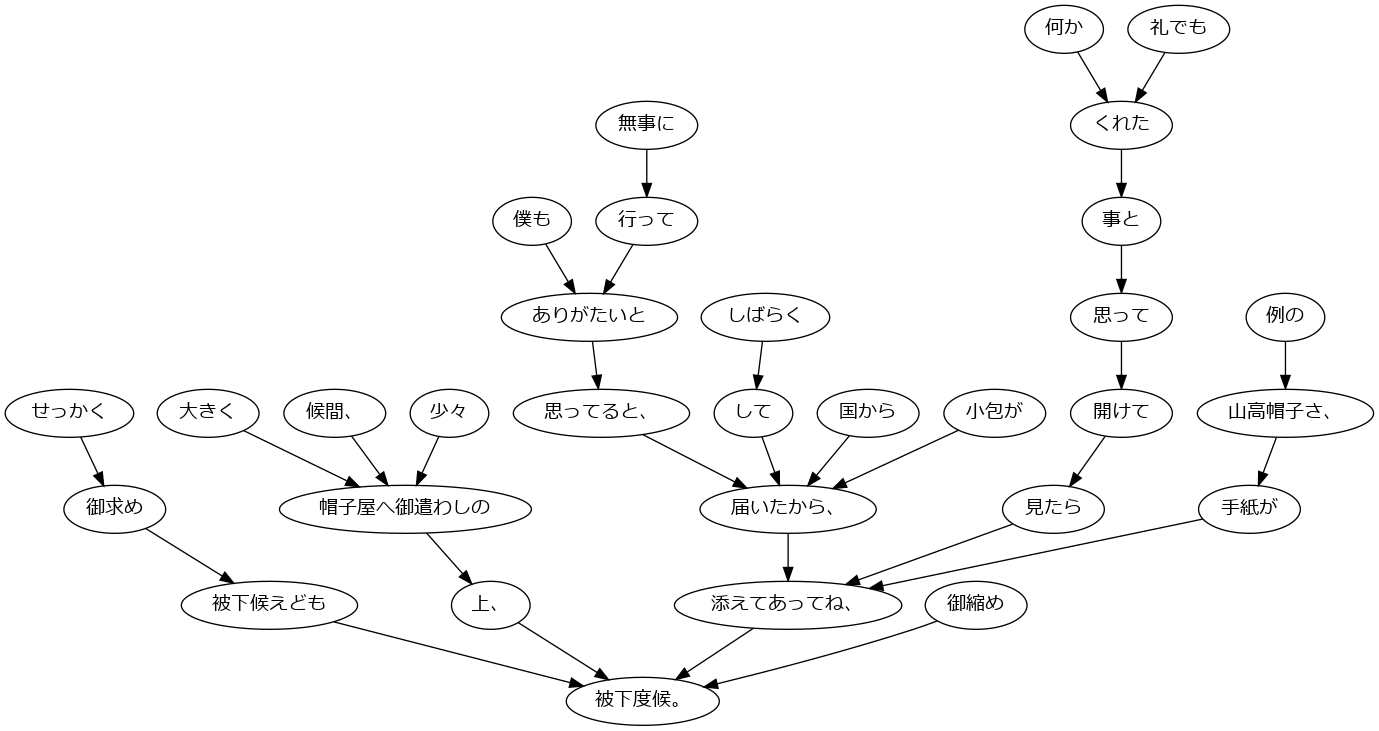 何か 礼でも
無事に くれた
僕も 行って 事と
ありがたいと しばらく 思って 例の
せっかく 大きく 候間、 少々 思ってると、 して 国から 小包が 開けて 山高帽子さ、
御求め 帽子屋へ御遣わしの 届いたから、 見たら 手紙が
被下候えども 上、 添えてあってね、 御縮め
被下度候。